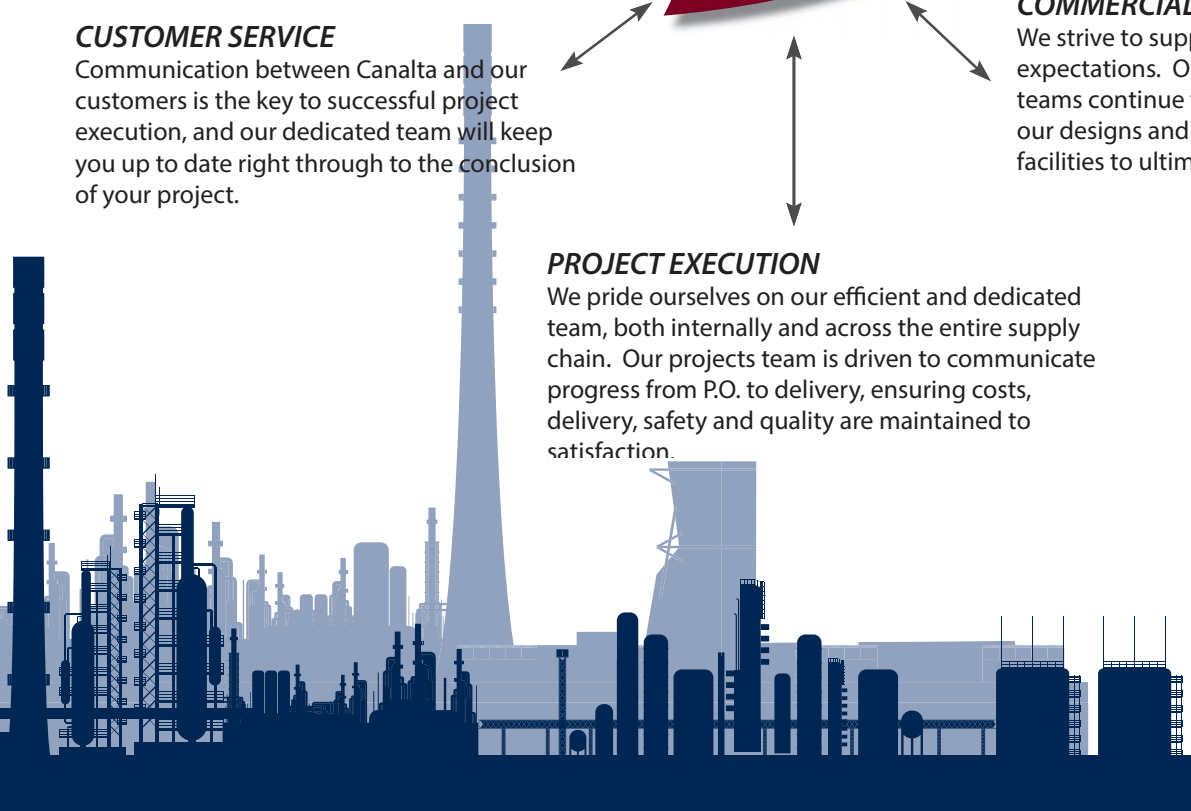 CUSTOMER SERVICE
Communication between Canalta and our
customers is the key to successful project
execution, and our dedicated team will keep
you up to date right through to the conclusion
of your project.
COMMERCIAL
We strive to
expectations.
teams continue
our designs and
facilities to
PROJECT EXECUTION
We pride ourselves on our efficient and dedicated
team, both internally and across the entire supply
chain.  Our projects team is driven to communicate
progress from P.O. to delivery, ensuring costs,
delivery, safety and quality are maintained to
satisfaction.